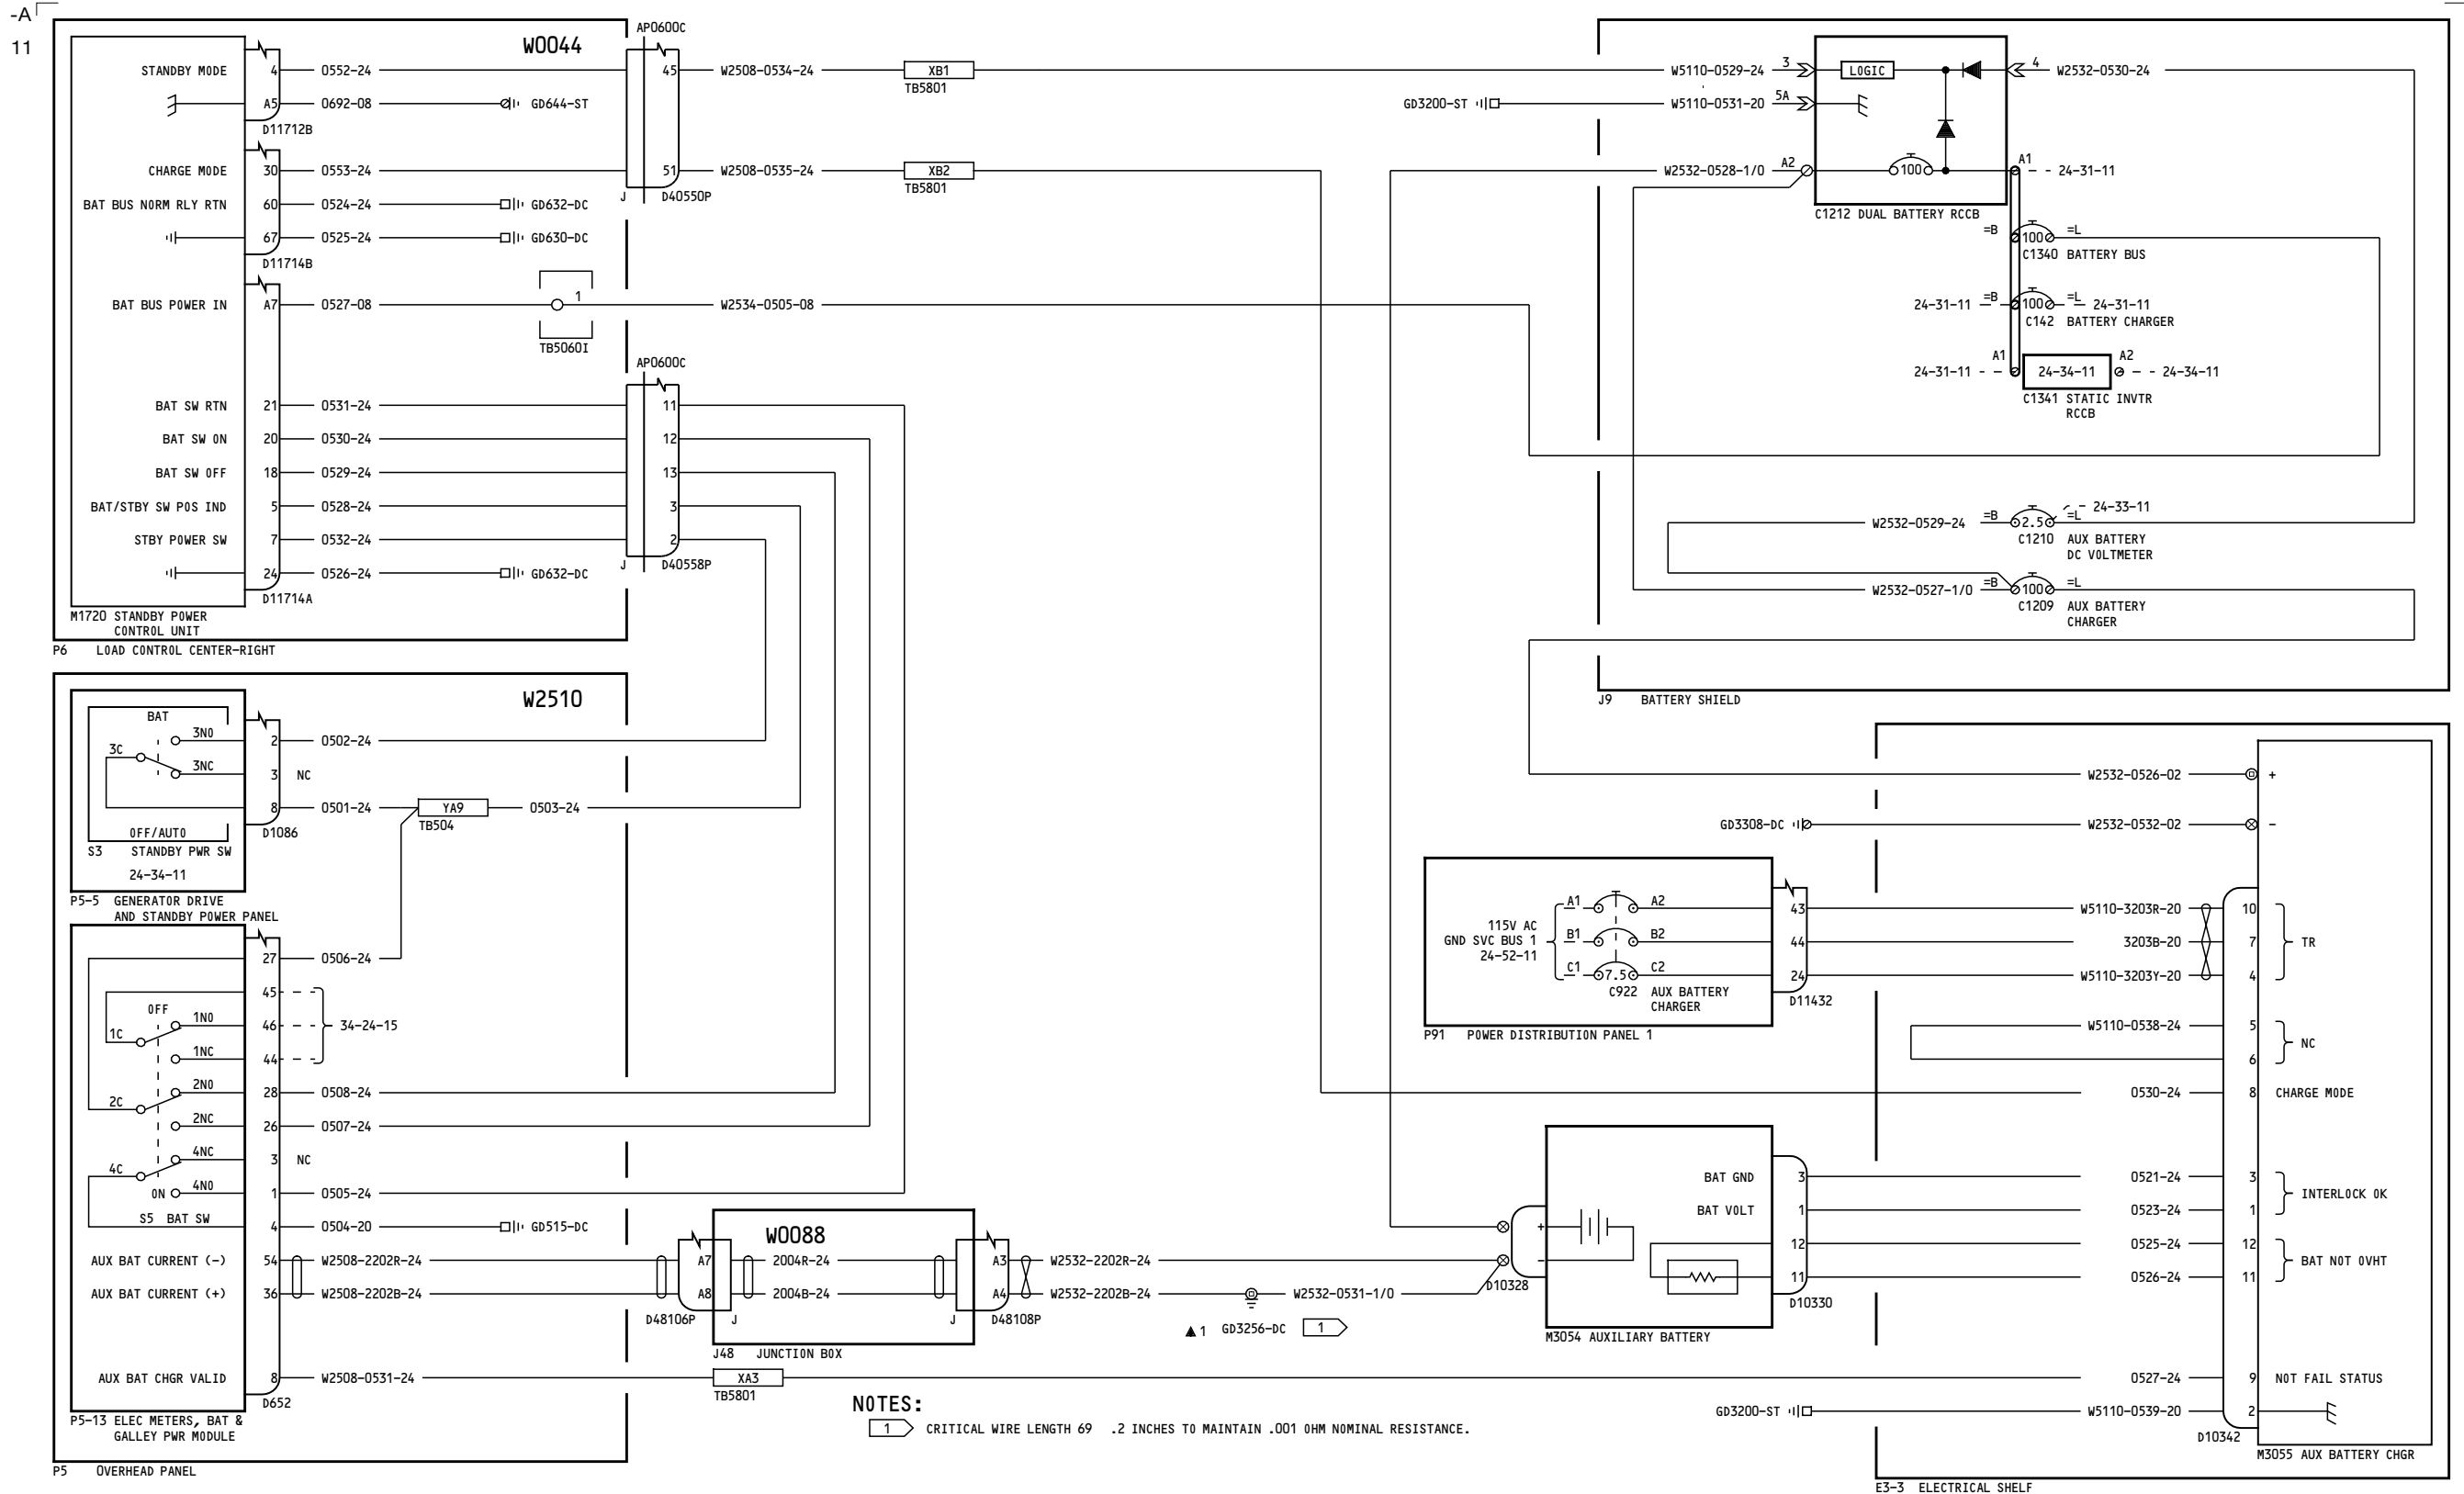 -A
11
W0044
STANDBY MODE 4 0552-24
A5 0692-08 GD644-ST
D11712B
CHARGE MODE 30 0553-24
BAT BUS NORM RLY RTN 60 0524-24 GD632-DC
67 0525-24 GD630-DC
D11714B
BAT BUS POWER IN A7 0527-08 1 W2534-0505-08
TB5060I
BAT SW RTN 21 0531-24
BAT SW ON 20 0530-24
BAT SW OFF 18 0529-24
BAT/STBY SW POS IND 5 0528-24
STBY POWER SW 7 0532-24
24 0526-24 GD632-DC
D11714A
M1720 STANDBY POWER
CONTROL UNIT
P6 LOAD CONTROL CENTER-RIGHT
AP0600C
45 W2508-0534-24 XB1
TB5801
51 W2508-0535-24 XB2
TB5801
J D40550P
AP0600C
11
12
13
3
2
J D40558P
W5110-0529-24 3 LOGIC 4 W2532-0530-24
GD3200-ST W5110-0531-20 5A
W2532-0528-1/0 A2 100 A1 24-31-11
C1212 DUAL BATTERY RCCB
=B 100 =L
C1340 BATTERY BUS
24-31-11 =B 100 =L 24-31-11
C142 BATTERY CHARGER
A1 A2
24-31-11 24-34-11 24-34-11
C1341 STATIC INVTR
RCCB
24-33-11
W2532-0529-24 =B 2.5 =L
C1210 AUX BATTERY
DC VOLTMETER
W2532-0527-1/0 =B 100 =L
C1209 AUX BATTERY
CHARGER
J9 BATTERY SHIELD
W2510
BAT
3NO 2 0502-24
3C
3NC 3 NC
8 0501-24 YA9 0503-24
TB504
OFF/AUTO D1086
S3 STANDBY PWR SW
24-34-11
P5-5 GENERATOR DRIVE
AND STANDBY POWER PANEL
27 0506-24
45
OFF
1NO 46 34-24-15
1C
1NC 44
2NO 28 0508-24
2C
2NC 26 0507-24
4NC 3 NC
4C
ON 4NO 1 0505-24
S5 BAT SW 4 0504-20 GD515-DC
AUX BAT CURRENT (-) 54 W2508-2202R-24
AUX BAT CURRENT (+) 36 W2508-2202B-24
AUX BAT CHGR VALID 8 W2508-0531-24 XA3
TB5801
D652
P5-13 ELEC METERS, BAT &
GALLEY PWR MODULE
P5 OVERHEAD PANEL
W0088
A7 2004R-24 A3 W2532-2202R-24
A8 2004B-24 A4 W2532-2202B-24 W2532-0531-1/0
D48106P J J D48108P
▲1 GD3256-DC 1
J48 JUNCTION BOX
NOTES:
1 CRITICAL WIRE LENGTH 69 .2 INCHES TO MAINTAIN .001 OHM NOMINAL RESISTANCE.
115V AC
GND SVC BUS 1
24-52-11
A1 A2 43
B1 B2 44
C1 7.5 C2 24
C922 AUX BATTERY
CHARGER
D11432
P91 POWER DISTRIBUTION PANEL 1
+
-
D10328
BAT GND 3
BAT VOLT 1
12
11
D10330
M3054 AUXILIARY BATTERY
W2532-0526-02 +
GD3308-DC W2532-0532-02 -
W5110-3203R-20 10
3203B-20 7 TR
W5110-3203Y-20 4
W5110-0538-24 5
NC
6
0530-24 8 CHARGE MODE
0521-24 3
INTERLOCK OK
0523-24 1
0525-24 12
BAT NOT OVHT
0526-24 11
0527-24 9 NOT FAIL STATUS
GD3200-ST W5110-0539-20 2
D10342
M3055 AUX BATTERY CHGR
E3-3 ELECTRICAL SHELF